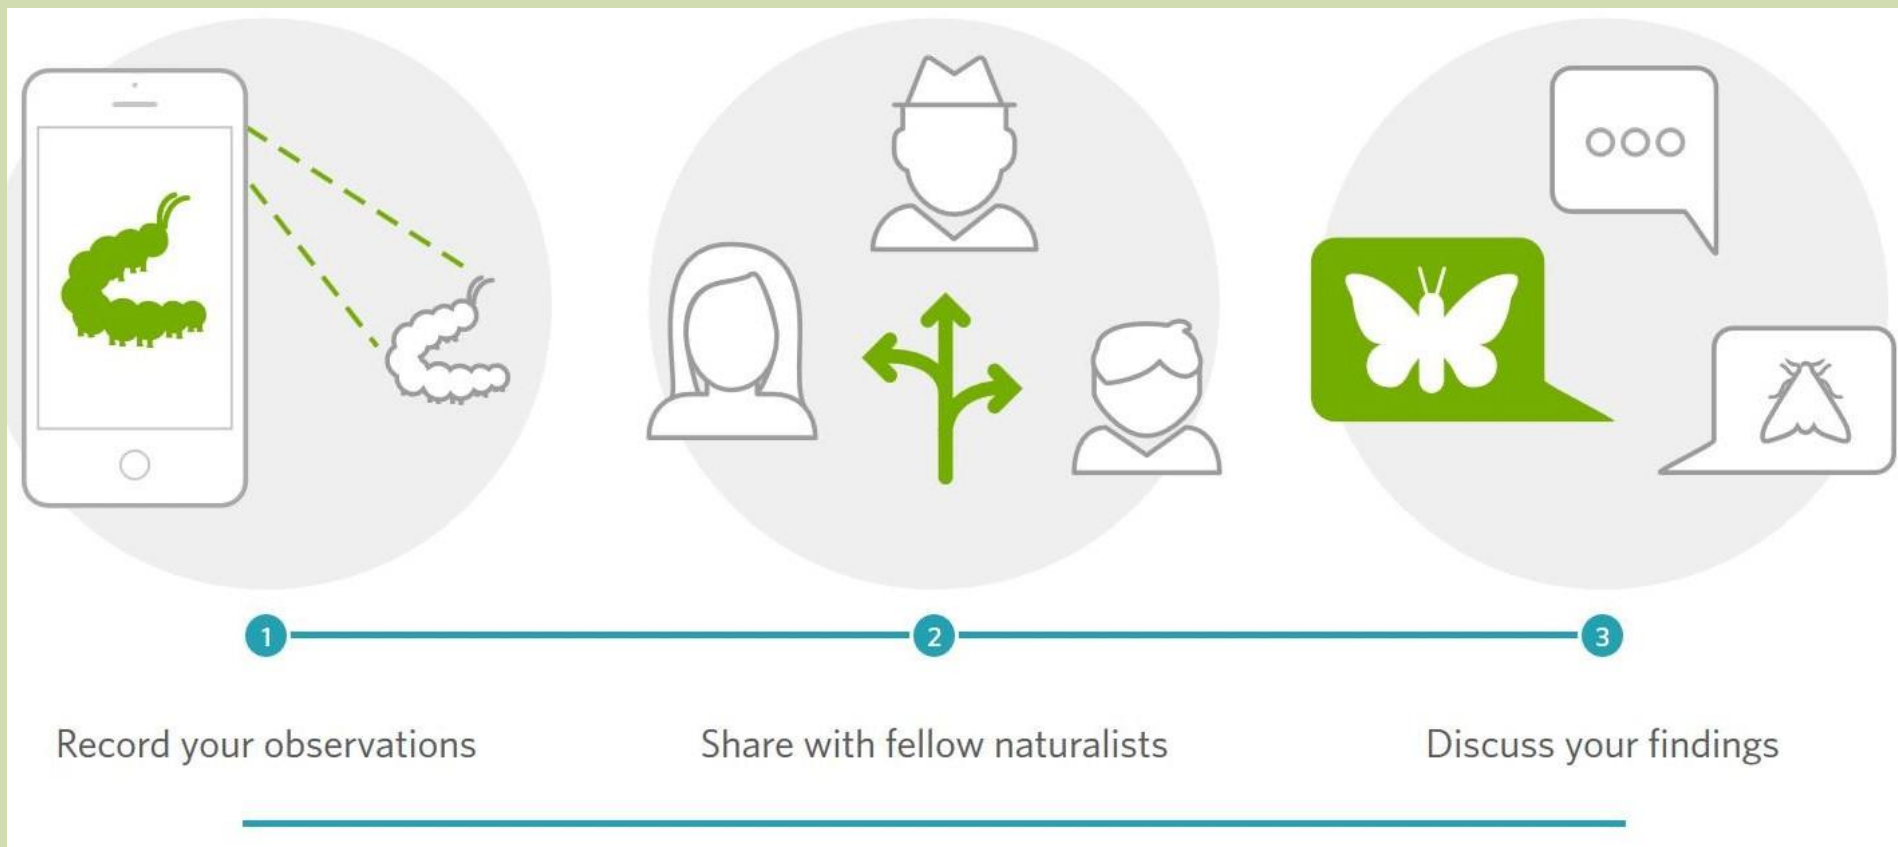 1
2
3
Record your observations
Share with fellow naturalists
Discuss your findings